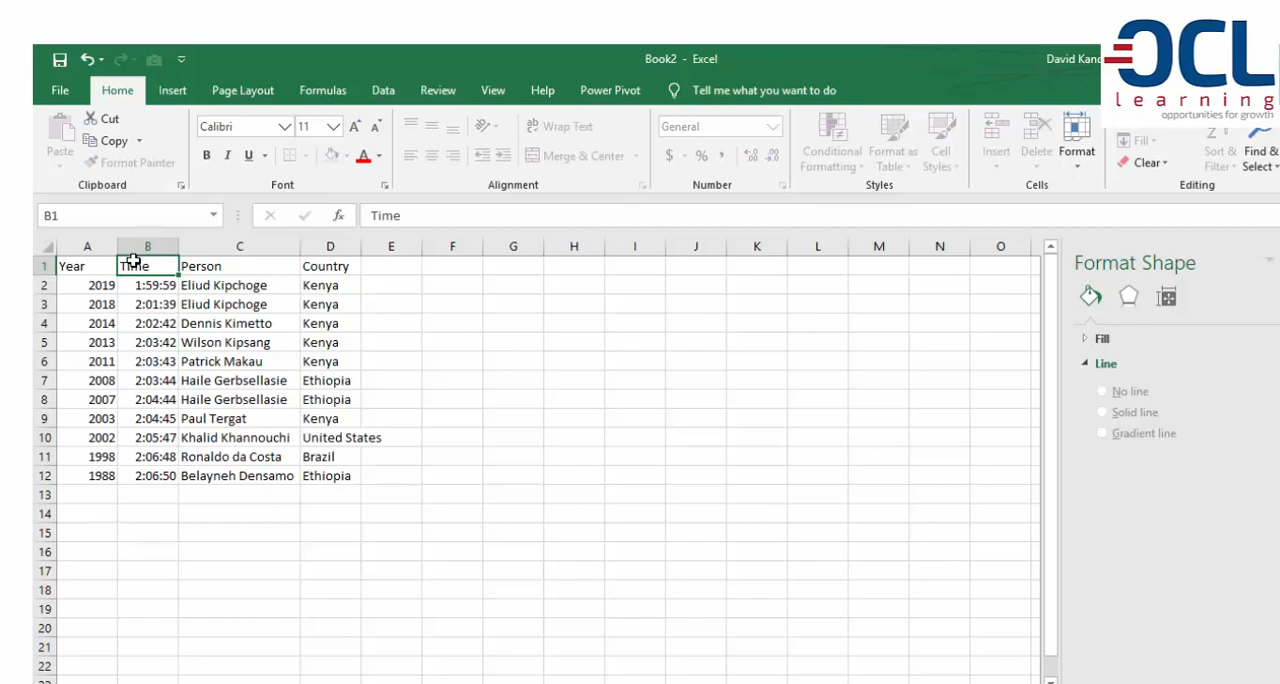 OCL
learning
opportunities for growth
Book2 - Excel
David Kanc
File Home Insert Page Layout Formulas Data Review View Help Power Pivot Tell me what you want to do
Paste
Cut
Copy
Format Painter
Clipboard
Calibri 11 A A
B I U A
Font
ab Wrap Text
Merge & Center
Alignment
General
$ % ,
Number
Conditional Formatting
Format as Table
Cell Styles
Styles
Insert Delete Format
Cells
Fill
Clear
Sort & Filter
Find & Select
Editing
B1 fx Time
A B C D E F G H I J K L M N O
1 Year Time Person Country
2 2019 1:59:59 Eliud Kipchoge Kenya
3 2018 2:01:39 Eliud Kipchoge Kenya
4 2014 2:02:42 Dennis Kimetto Kenya
5 2013 2:03:42 Wilson Kipsang Kenya
6 2011 2:03:43 Patrick Makau Kenya
7 2008 2:03:44 Haile Gerbsellasie Ethiopia
8 2007 2:04:44 Haile Gerbsellasie Ethiopia
9 2003 2:04:45 Paul Tergat Kenya
10 2002 2:05:47 Khalid Khannouchi United States
11 1998 2:06:48 Ronaldo da Costa Brazil
12 1988 2:06:50 Belayneh Densamo Ethiopia
13
14
15
16
17
18
19
20
21
22
Format Shape
Fill
Line
No line
Solid line
Gradient line